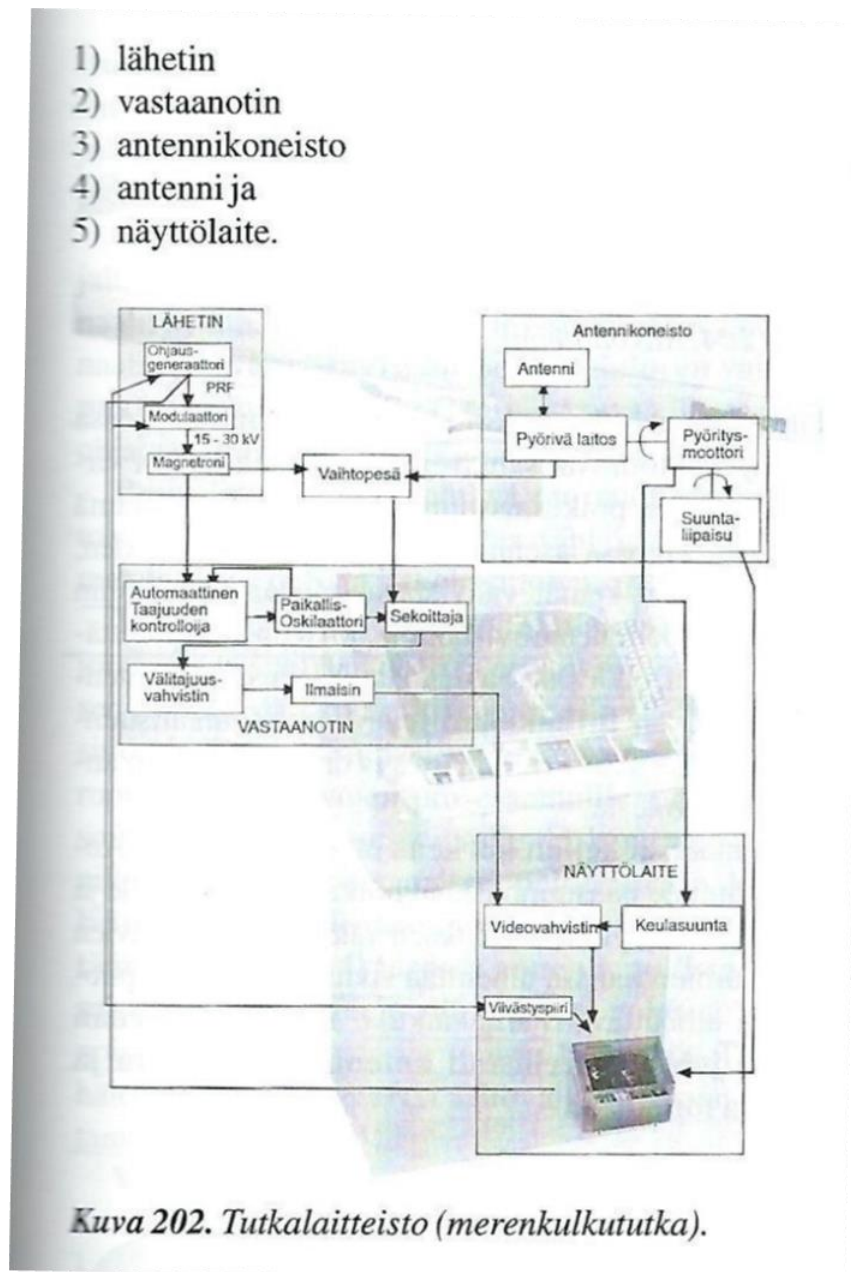 1) lähetin
2) vastaanotin
3) antennikoneisto
4) antenni ja
5) näyttölaite.
LÄHETIN
Ohjaus-
generaattori
PRF
Modulaattori
15 - 30 kV
Magnetroni
Vaihtopesä
Antennikoneisto
Antenni
Pyörivä laitos
Pyöritys-
moottori
Suunta-
liipaisu
Automaattinen
Taajuuden
kontrolloija
Paikallis-
Oskilaattori
Sekoittaja
Välitajuus-
vahvistin
Ilmaisin
VASTAANOTIN
NÄYTTÖLAITE
Videovahvistin
Keulasuunta
Viivästyspiiri
Kuva 202. Tutkalaitteisto (merenkulkututka).